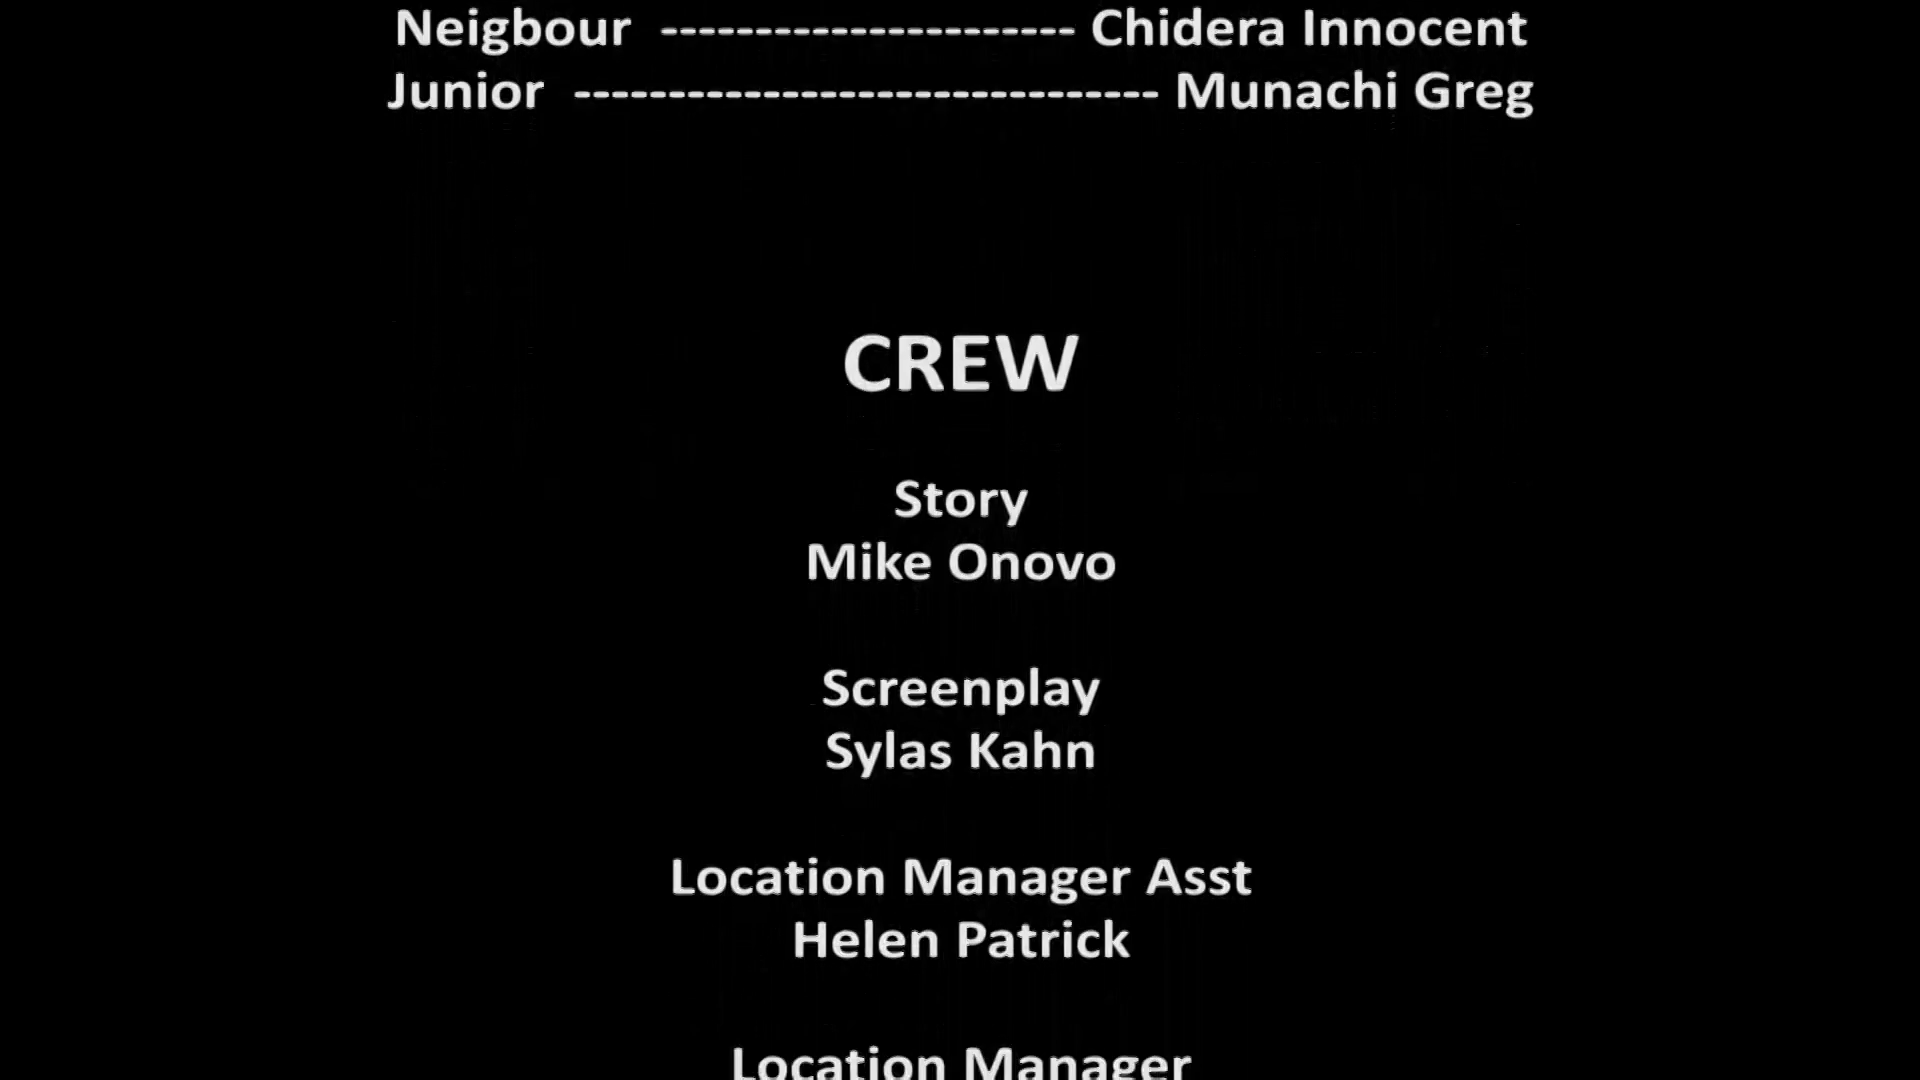 Neigbour ---------------------- Chidera Innocent
Junior ------------------------------- Munachi Greg
CREW
Story
Mike Onovo
Screenplay
Sylas Kahn
Location Manager Asst
Helen Patrick
Location Manager